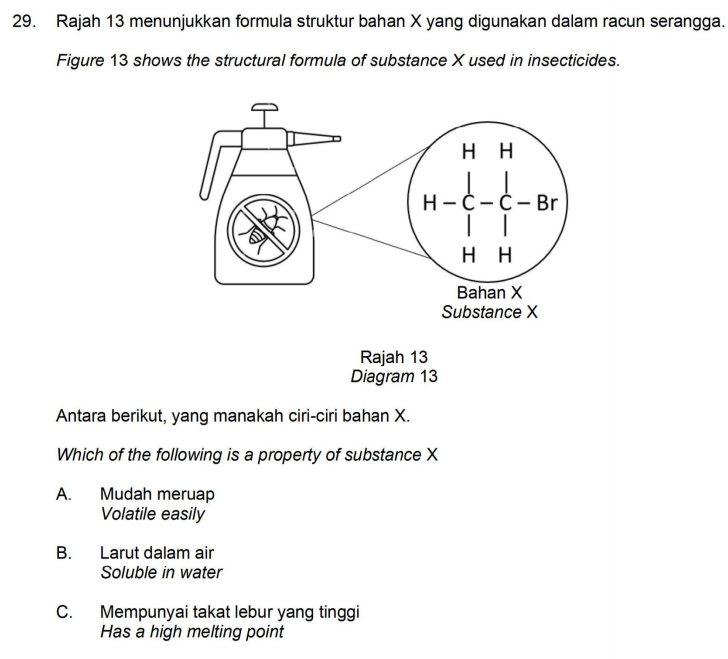 29. Rajah 13 menunjukkan formula struktur bahan X yang digunakan dalam racun serangga.
Figure 13 shows the structural formula of substance X used in insecticides.
H H
H – C – C – Br
H H
Bahan X
Substance X
Rajah 13
Diagram 13
Antara berikut, yang manakah ciri-ciri bahan X.
Which of the following is a property of substance X
A. Mudah meruap
Volatile easily
B. Larut dalam air
Soluble in water
C. Mempunyai takat lebur yang tinggi
Has a high melting point